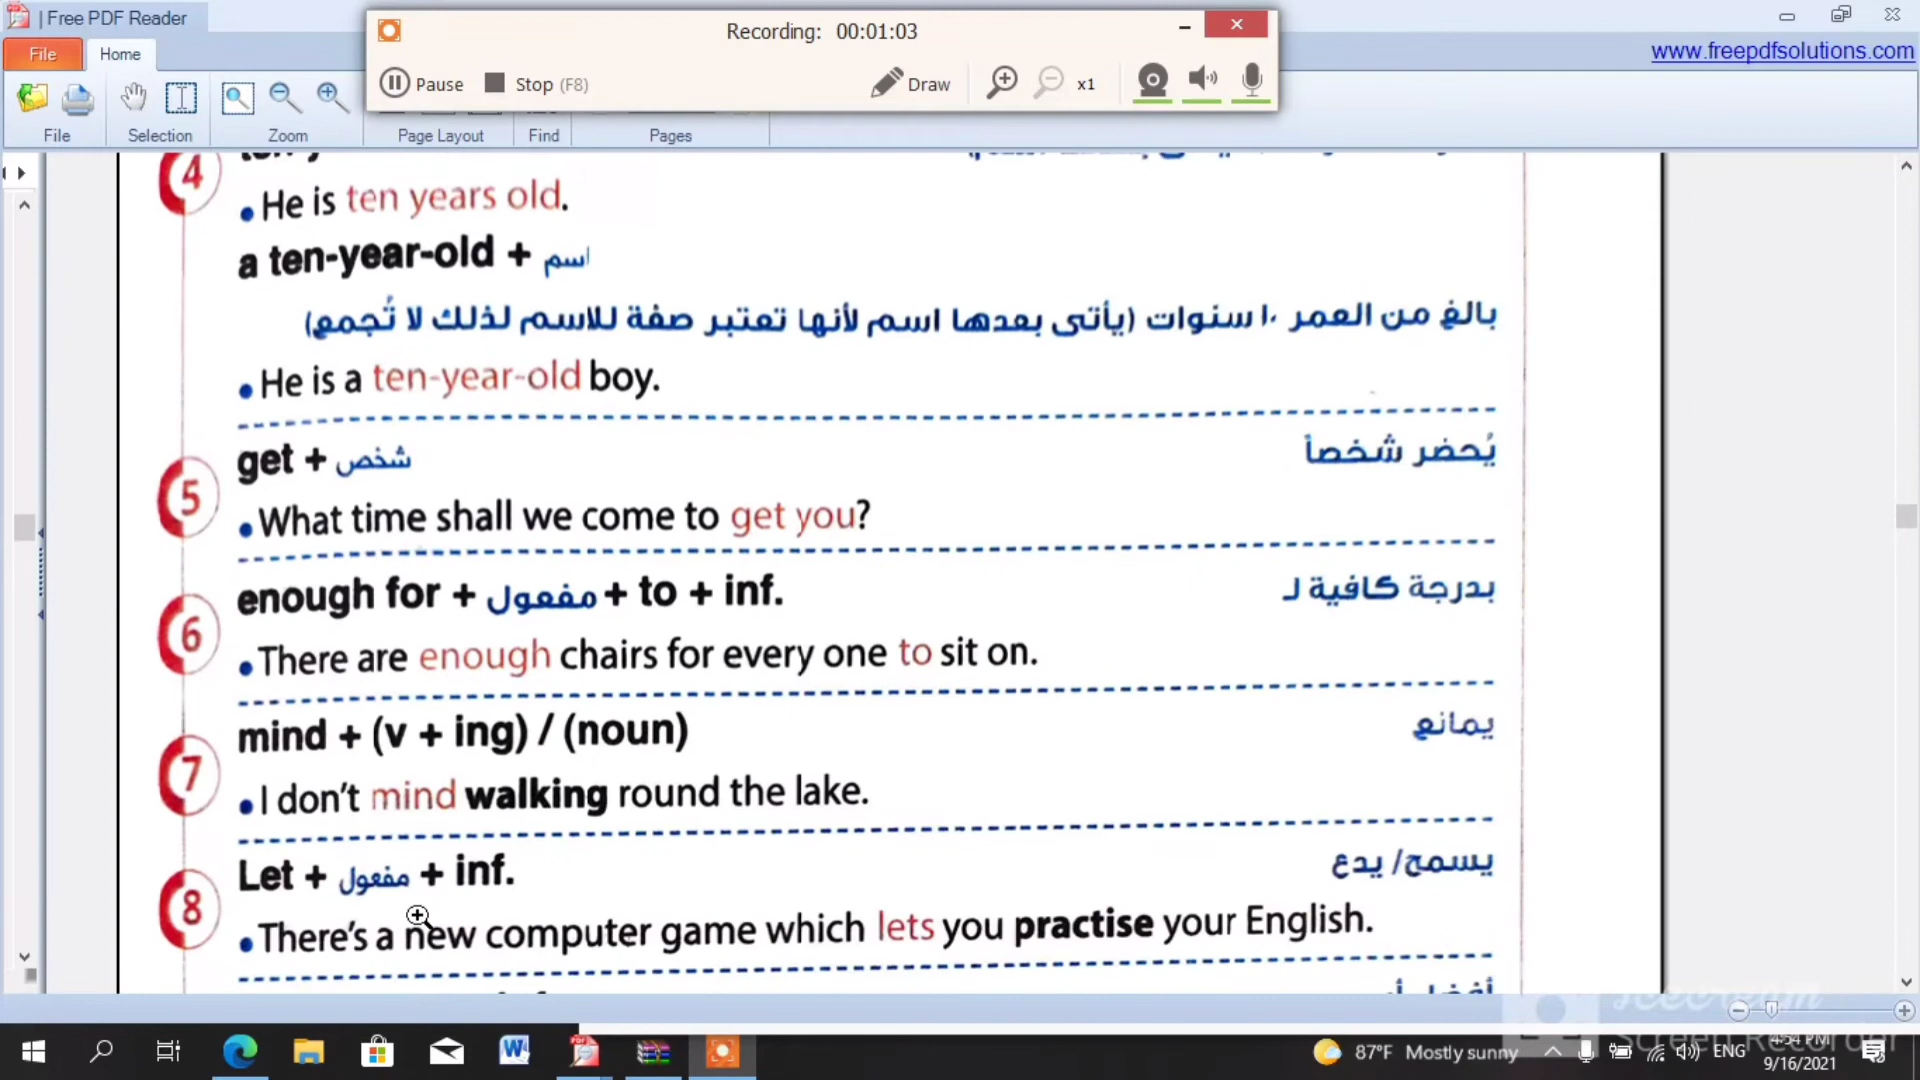 | Free PDF Reader
Recording: 00:01:03
File
Home
www.freepdfsolutions.com
Pause
Stop (F8)
Draw
x1
File
Selection
Zoom
Page Layout
Find
Pages
4
• He is ten years old.
a ten-year-old + اسم
بالغ من العمر ١٠ سنوات (يأتى بعدها اسم لأنها تعتبر صفة للاسم لذلك لا تُجمع)
• He is a ten-year-old boy.
5
get + شخص
يُحضر شخصاً
• What time shall we come to get you?
6
enough for + مفعول + to + inf.
بدرجة كافية لـ
• There are enough chairs for every one to sit on.
7
mind + (v + ing) / (noun)
يمانع
• I don't mind walking round the lake.
8
Let + مفعول + inf.
يسمح/ يدع
• There's a new computer game which lets you practise your English.
Icecream
Screen Recorder
87°F Mostly sunny
ENG
4:54 PM
9/16/2021